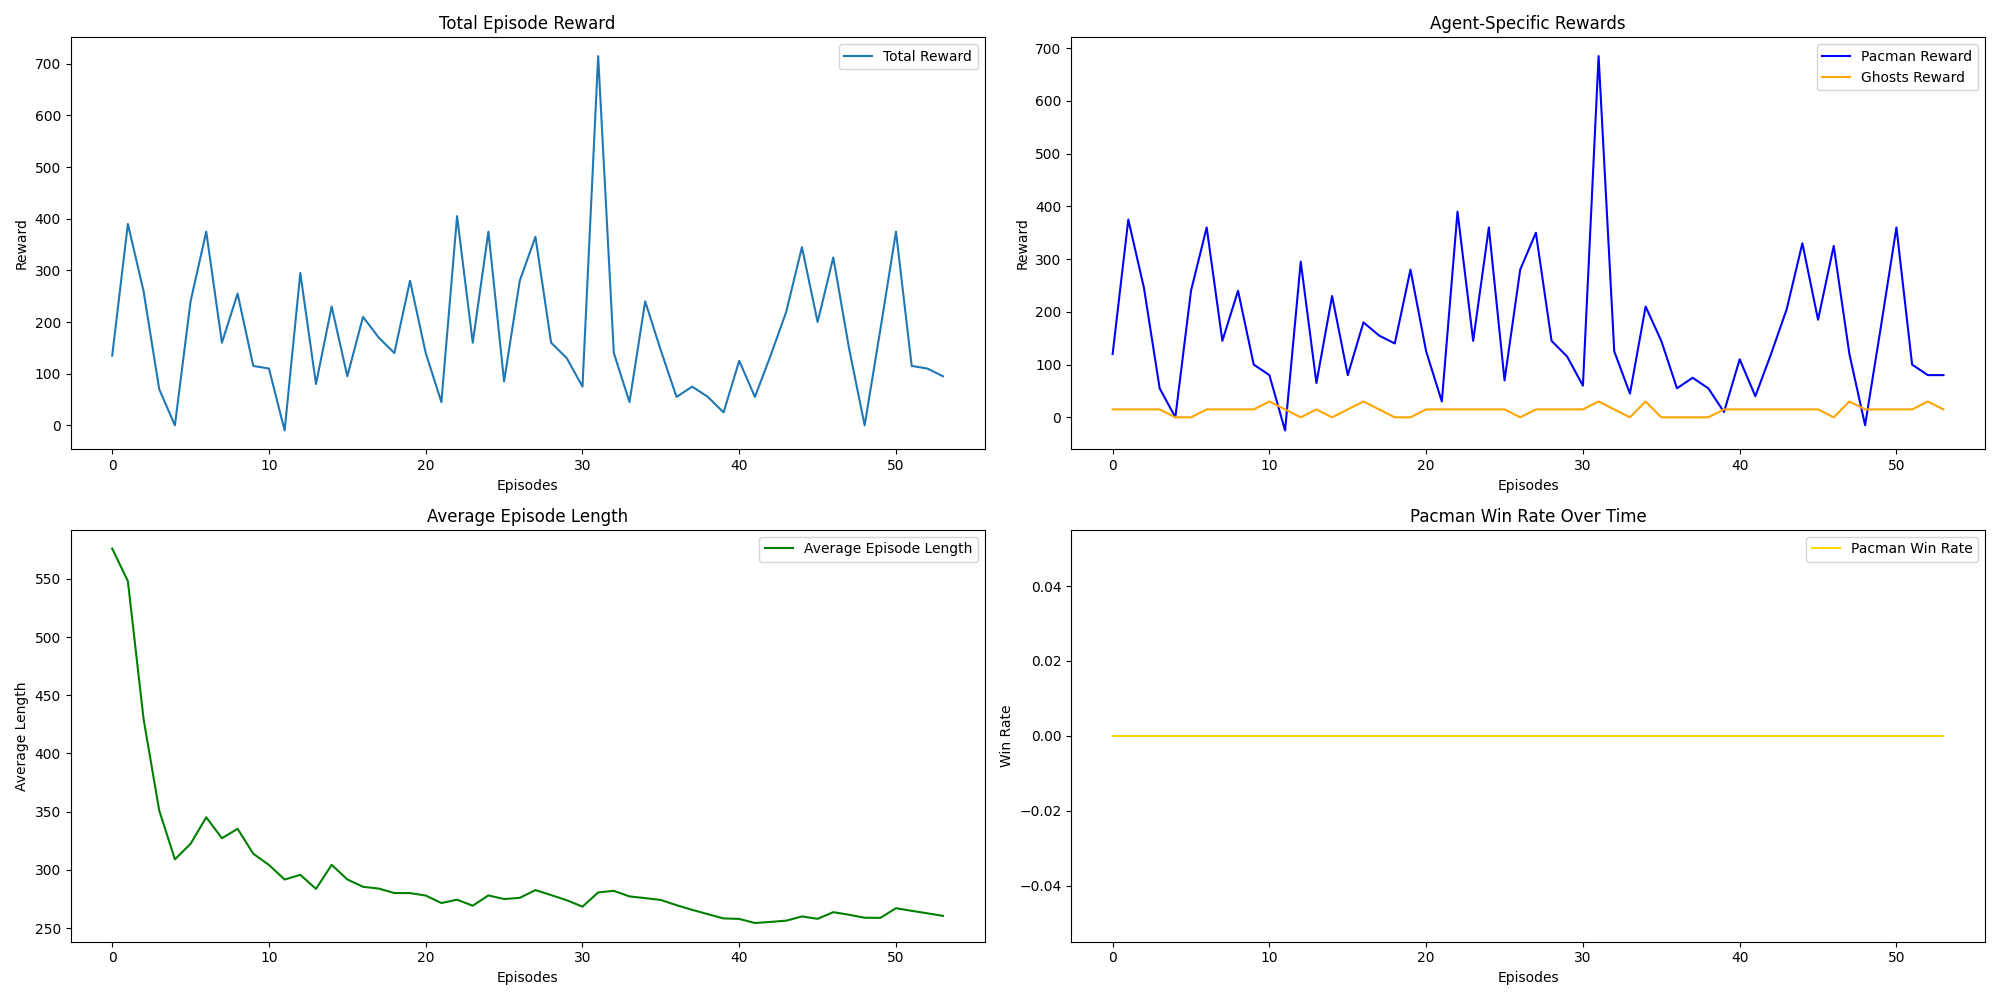 Total Episode Reward
Total Reward
700
600
500
400
300
200
100
0
Reward
0 10 20 30 40 50
Episodes
Agent-Specific Rewards
Pacman Reward
Ghosts Reward
700
600
500
400
300
200
100
0
Reward
0 10 20 30 40 50
Episodes
Average Episode Length
Average Episode Length
550
500
450
400
350
300
250
Average Length
0 10 20 30 40 50
Episodes
Pacman Win Rate Over Time
Pacman Win Rate
0.04
0.02
0.00
−0.02
−0.04
Win Rate
0 10 20 30 40 50
Episodes